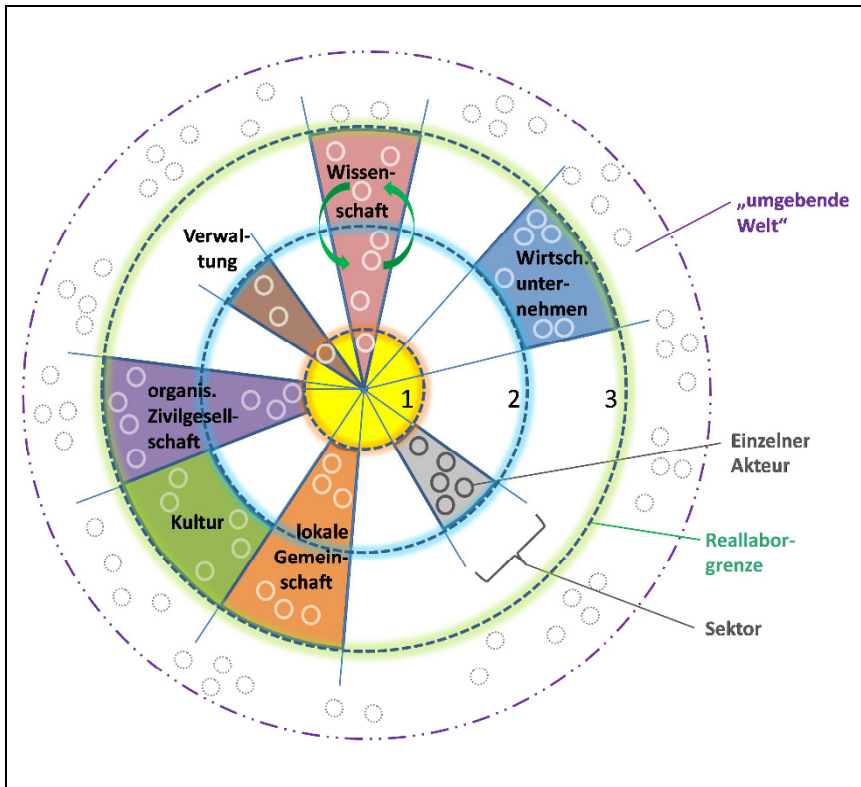 Wissen-
schaft
„umgebende
Welt“
Verwal-
tung
Wirtsch.
unter-
nehmen
organis.
Zivilgesell-
schaft
1
2
3
Einzelner
Akteur
Kultur
lokale
Gemein-
schaft
Reallabor-
grenze
Sektor